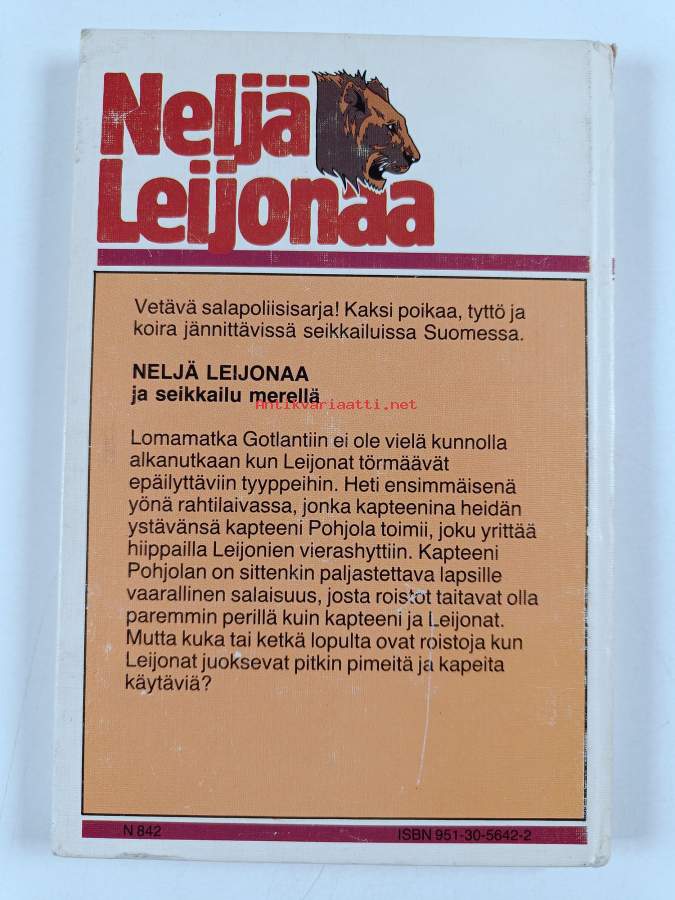 Neljä
Leijonaa
Vetävä salapoliisisarja! Kaksi poikaa, tyttö ja
koira jännittävissä seikkailuissa Suomessa.
NELJÄ LEIJONAA
ja seikkailu merellä
Antikvariaatti.net
Lomamatka Gotlantiin ei ole vielä kunnolla
alkanutkaan kun Leijonat törmäävät
epäilyttäviin tyyppeihin. Heti ensimmäisenä
yönä rahtilaivassa, jonka kapteenina heidän
ystävänsä kapteeni Pohjola toimii, joku yrittää
hiippailla Leijonien vierashyttiin. Kapteeni
Pohjolan on sittenkin paljastettava lapsille
vaarallinen salaisuus, josta roistot taitavat olla
paremmin perillä kuin kapteeni ja Leijonat.
Mutta kuka tai ketkä lopulta ovat roistoja kun
Leijonat juoksevat pitkin pimeitä ja kapeita
käytäviä?
N 842
ISBN 951-30-5642-2